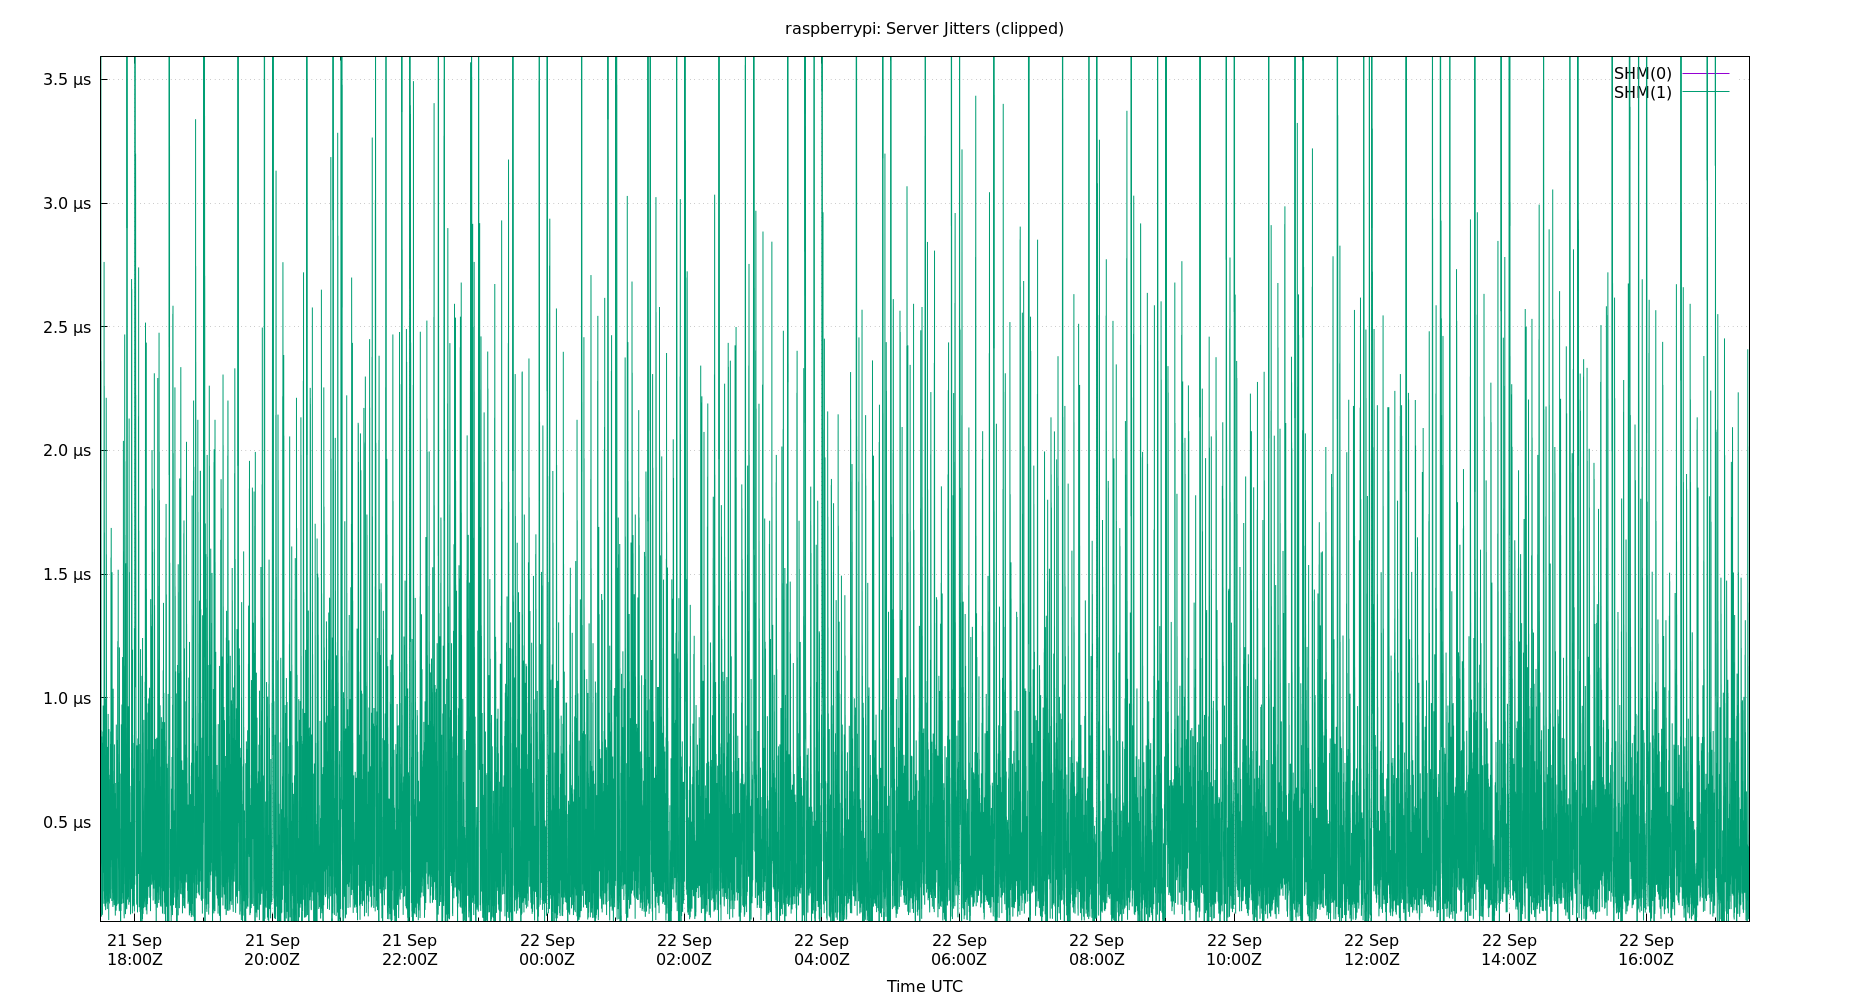 raspberrypi: Server Jitters (clipped)
SHM(0)
SHM(1)
3.5 µs
3.0 µs
2.5 µs
2.0 µs
1.5 µs
1.0 µs
0.5 µs
21 Sep 21 Sep 21 Sep 22 Sep 22 Sep 22 Sep 22 Sep 22 Sep 22 Sep 22 Sep 22 Sep 22 Sep
18:00Z 20:00Z 22:00Z 00:00Z 02:00Z 04:00Z 06:00Z 08:00Z 10:00Z 12:00Z 14:00Z 16:00Z
Time UTC